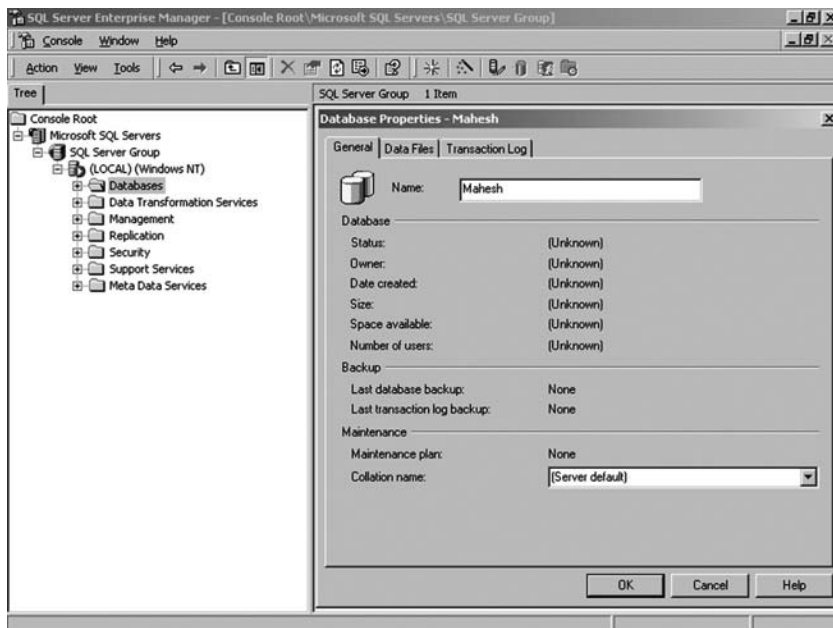 SQL Server Enterprise Manager - [Console Root\Microsoft SQL Servers\SQL Server Group]
Console Window Help
Action View Tools
Tree
SQL Server Group 1 Item
Console Root
Microsoft SQL Servers
SQL Server Group
(LOCAL) (Windows NT)
Databases
Data Transformation Services
Management
Replication
Security
Support Services
Meta Data Services
Database Properties - Mahesh
General Data Files Transaction Log
Name: Mahesh
Database
Status: (Unknown)
Owner: (Unknown)
Date created: (Unknown)
Size: (Unknown)
Space available: (Unknown)
Number of users: (Unknown)
Backup
Last database backup: None
Last transaction log backup: None
Maintenance
Maintenance plan: None
Collation name: (Server default)
OK Cancel Help